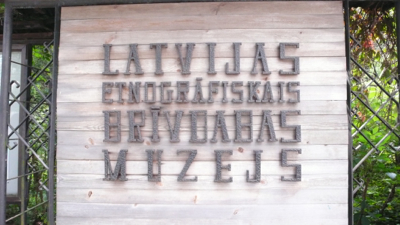 LATVIJAS
ETNOGRĀFISKAIS
BRĪVDABAS
MUZEJS